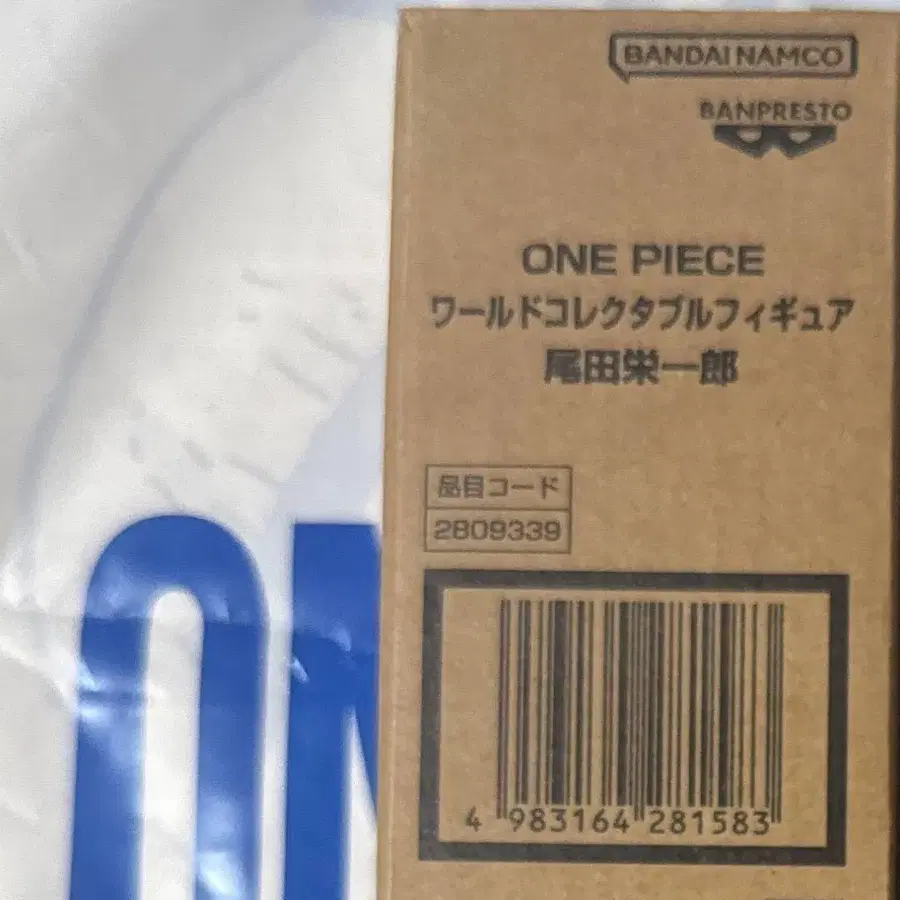 BANDAI NAMCO
BANPRESTO
ONE PIECE
ワールドコレクタブルフィギュア
尾田栄一郎
品目コード
2809339
4 983164 281583
ON